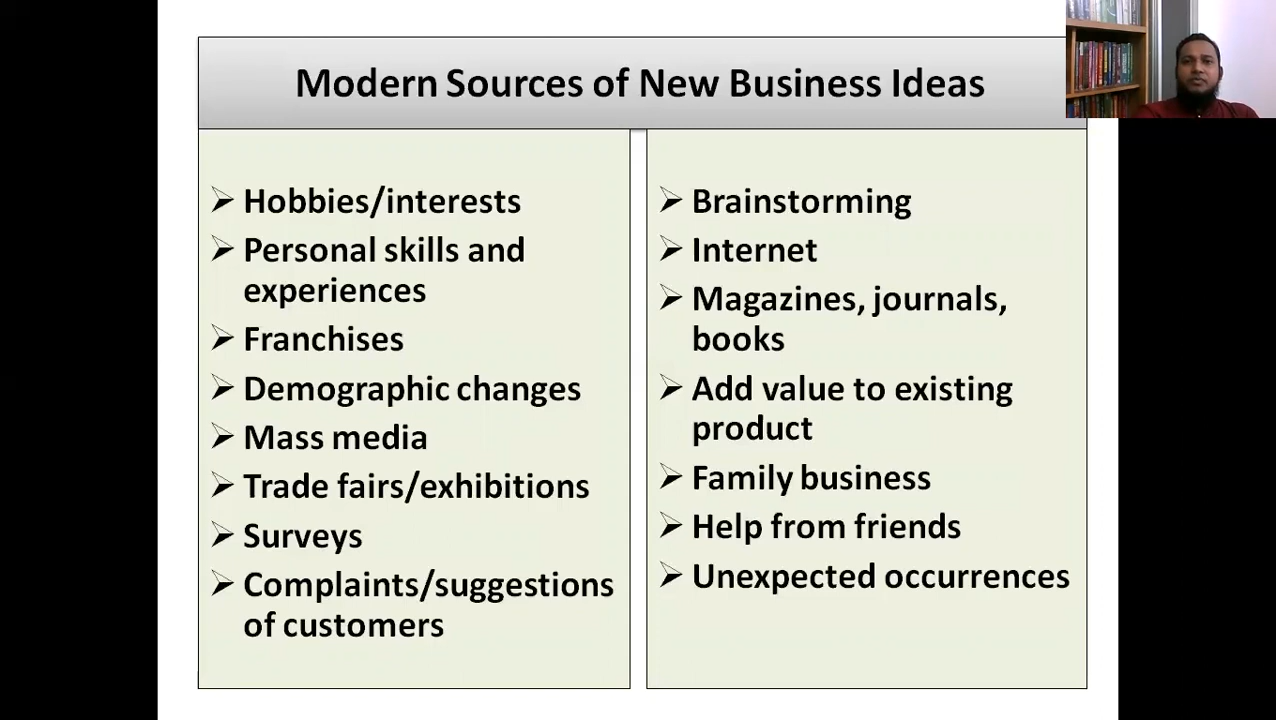 Modern Sources of New Business Ideas
➢ Hobbies/interests
➢ Personal skills and
experiences
➢ Franchises
➢ Demographic changes
➢ Mass media
➢ Trade fairs/exhibitions
➢ Surveys
➢ Complaints/suggestions
of customers
➢ Brainstorming
➢ Internet
➢ Magazines, journals,
books
➢ Add value to existing
product
➢ Family business
➢ Help from friends
➢ Unexpected occurrences